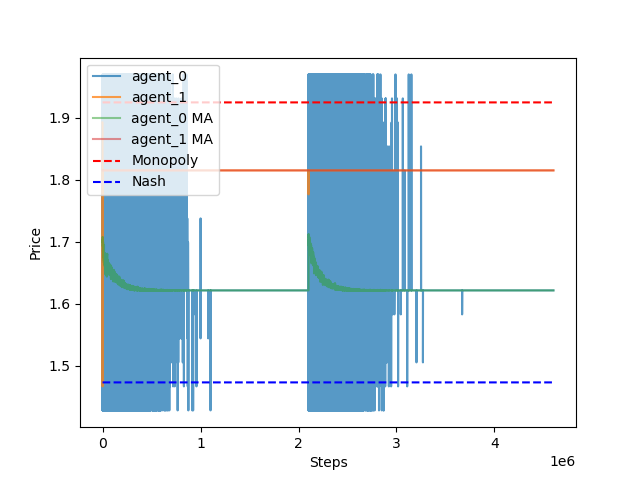 agent_0
agent_1
agent_0 MA
agent_1 MA
Monopoly
Nash
Price
1.9
1.8
1.7
1.6
1.5
0
1
2
3
4
1e6
Steps